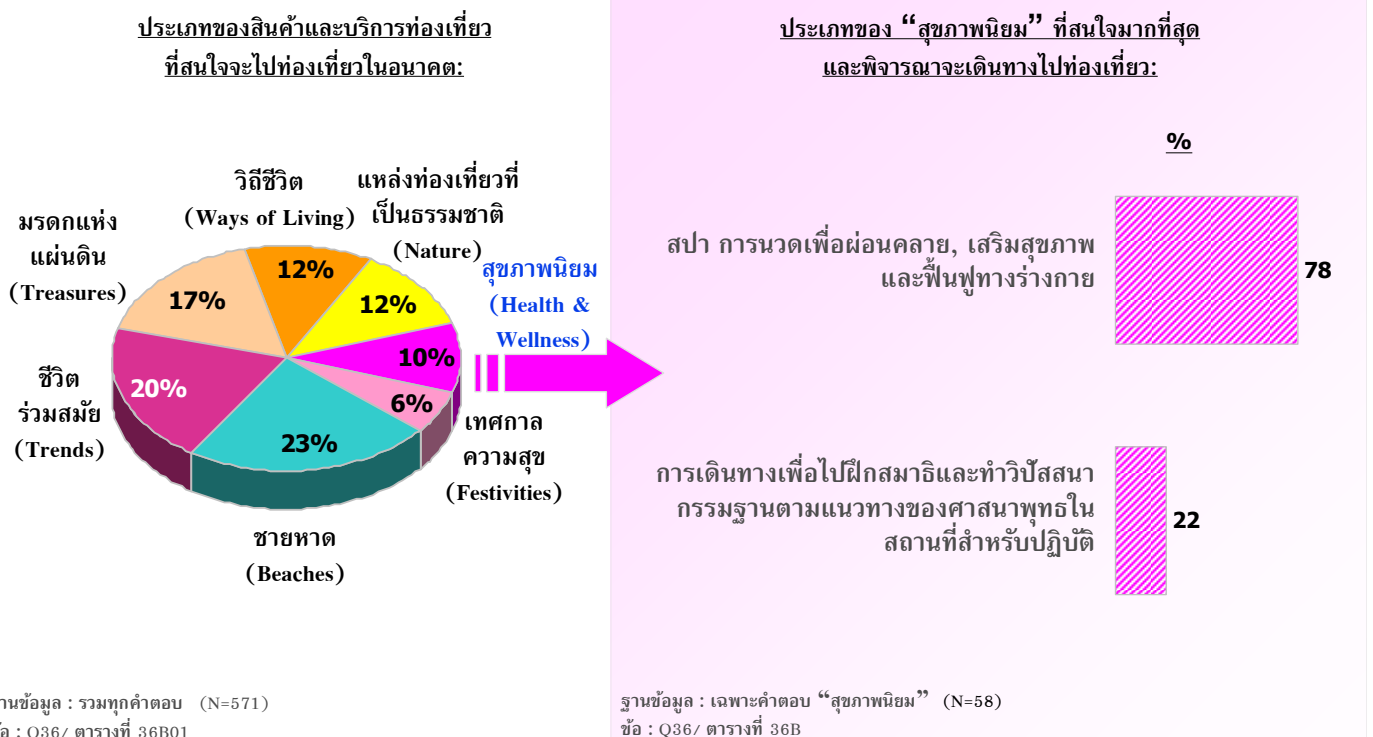 ประเภทของสินค้าและบริการท่องเที่ยว
ที่สนใจจะไปท่องเที่ยวในอนาคต:
วิถีชีวิต
(Ways of Living)
แหล่งท่องเที่ยวที่
เป็นธรรมชาติ
(Nature)
มรดกแห่ง
แผ่นดิน
(Treasures)
สุขภาพนิยม
(Health &
Wellness)
12%
12%
17%
10%
20%
6%
23%
ชีวิต
ร่วมสมัย
(Trends)
เทศกาล
ความสุข
(Festivities)
ชายหาด
(Beaches)
านข้อมูล : รวมทุกคำตอบ (N=571)
: Q36/ ตารางที่ 36B01
ประเภทของ “สุขภาพนิยม” ที่สนใจมากที่สุด
และพิจารณาจะเดินทางไปท่องเที่ยว:
%
สปา การนวดเพื่อผ่อนคลาย, เสริมสุขภาพ
และฟื้นฟูทางร่างกาย
78
การเดินทางเพื่อไปฝึกสมาธิและทำวิปัสสนา
กรรมฐานตามแนวทางของศาสนาพุทธใน
สถานที่สำหรับปฏิบัติ
22
ฐานข้อมูล : เฉพาะคำตอบ “สุขภาพนิยม” (N=58)
ข้อ : Q36/ ตารางที่ 36B